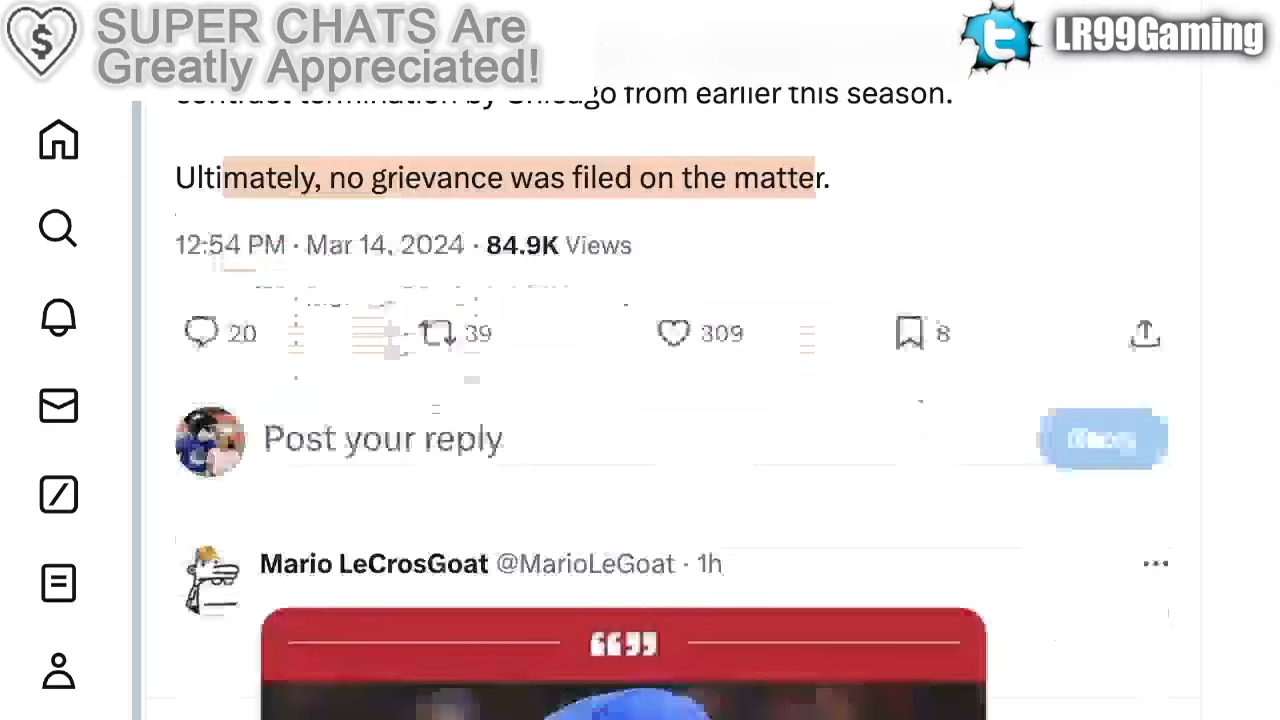 SUPER CHATS Are
Greatly Appreciated!
LR99Gaming
contract termination by Chicago from earlier this season.
Ultimately, no grievance was filed on the matter.
12:54 PM · Mar 14, 2024 · 84.9K Views
20 39 309 8
Post your reply
Mario LeCrosGoat @MarioLeGoat · 1h